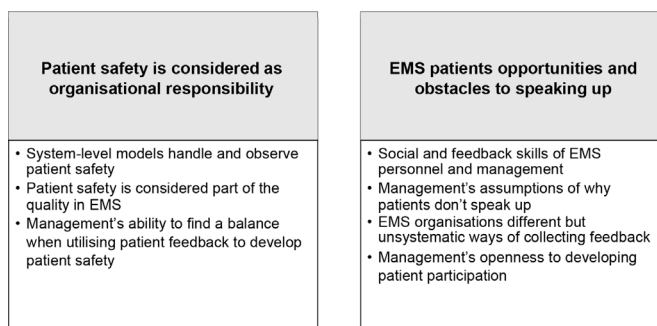 Patient safety is considered as
organisational responsibility
• System-level models handle and observe
patient safety
• Patient safety is considered part of the
quality in EMS
• Management's ability to find a balance
when utilising patient feedback to develop
patient safety
EMS patients opportunities and
obstacles to speaking up
• Social and feedback skills of EMS
personnel and management
• Management's assumptions of why
patients don't speak up
• EMS organisations different but
unsystematic ways of collecting feedback
• Management's openness to developing
patient participation